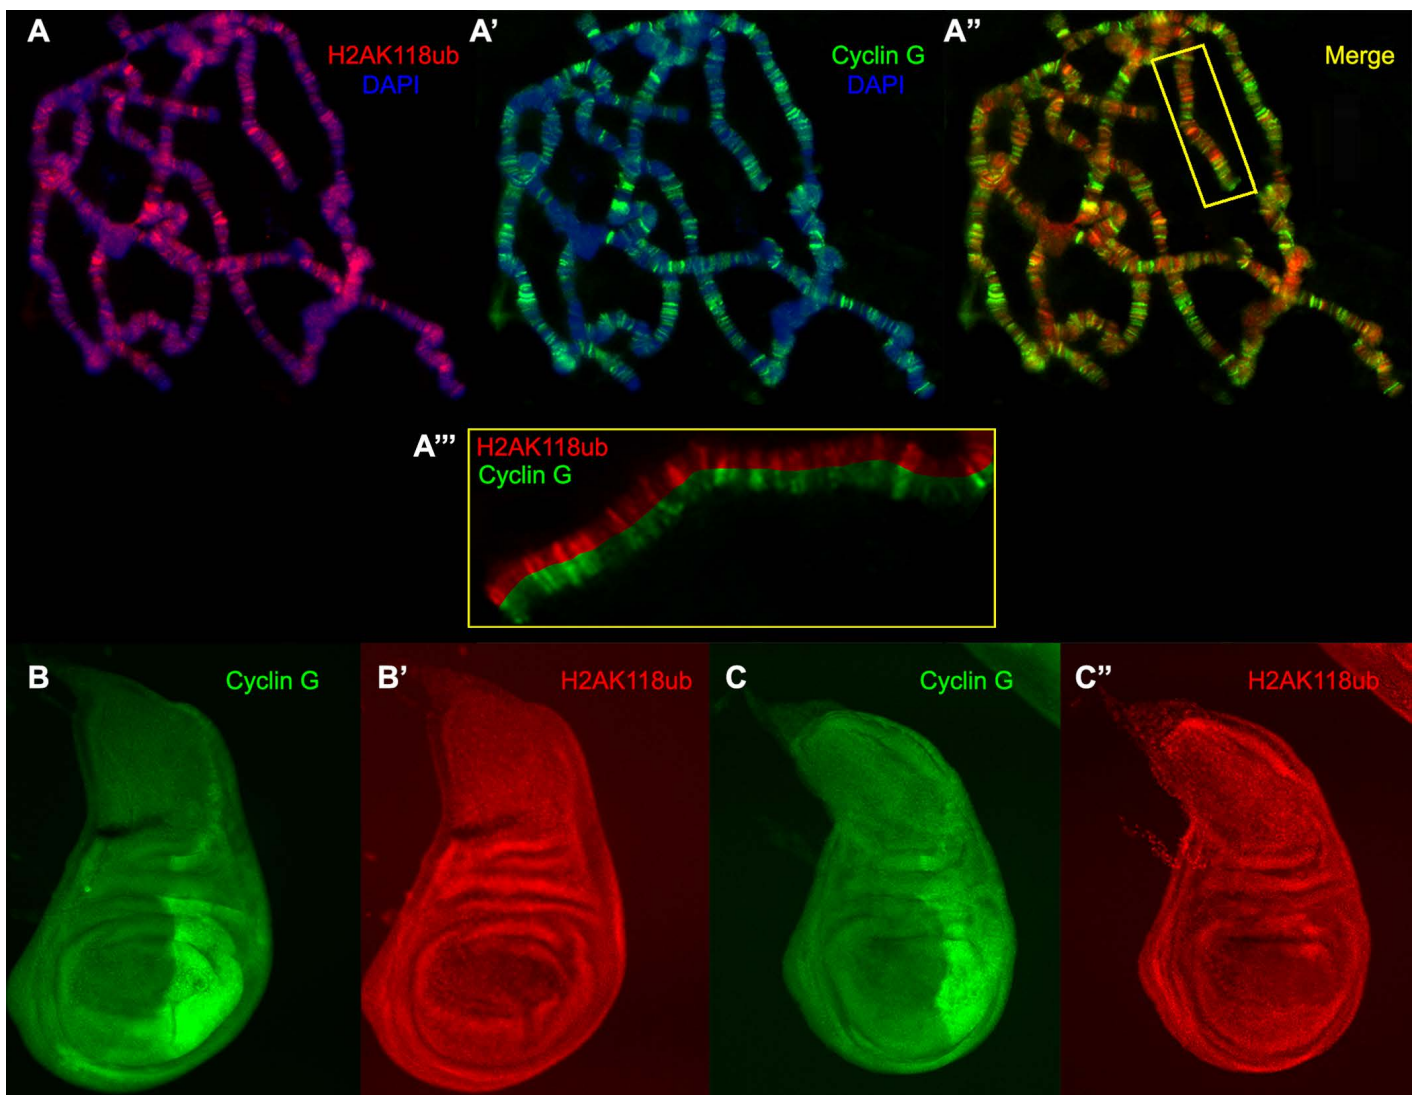 A
H2AK118ub
DAPI
A’
Cyclin G
DAPI
A’’
Merge
A’’’
H2AK118ub
Cyclin G
B
Cyclin G
B’
H2AK118ub
C
Cyclin G
C’’
H2AK118ub